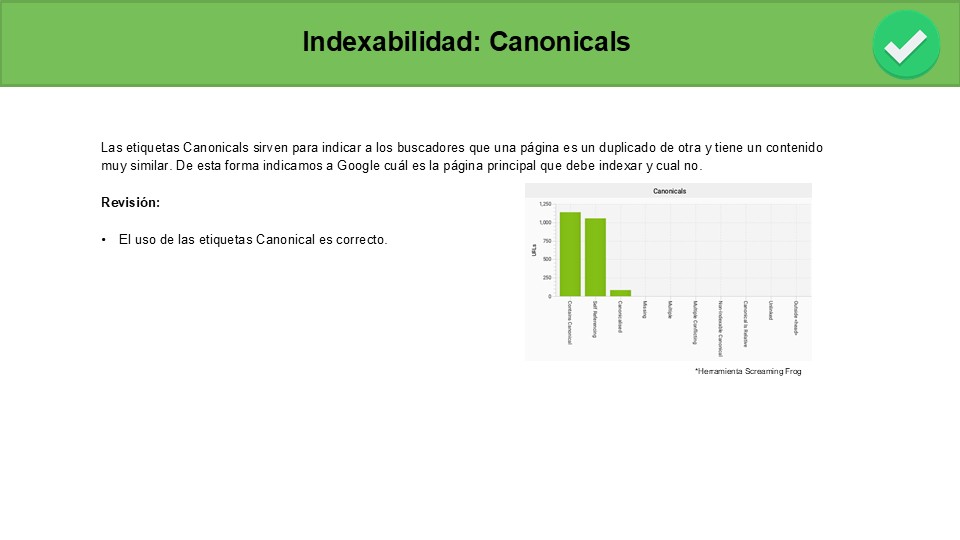 Indexabilidad: Canonicals
Las etiquetas Canonicals sirven para indicar a los buscadores que una página es un duplicado de otra y tiene un contenido
muy similar. De esta forma indicamos a Google cuál es la página principal que debe indexar y cual no.
Revisión:
• El uso de las etiquetas Canonical es correcto.
Canonicals
1,250
1,000
750
500
250
0
URLs
Contains Canonical
Self Referencing
Canonicalised
Missing
Multiple
Multiple Conflicting
Non-Indexable Canonical
Canonical Is Relative
Unlinked
Outside <head>
*Herramienta Screaming Frog